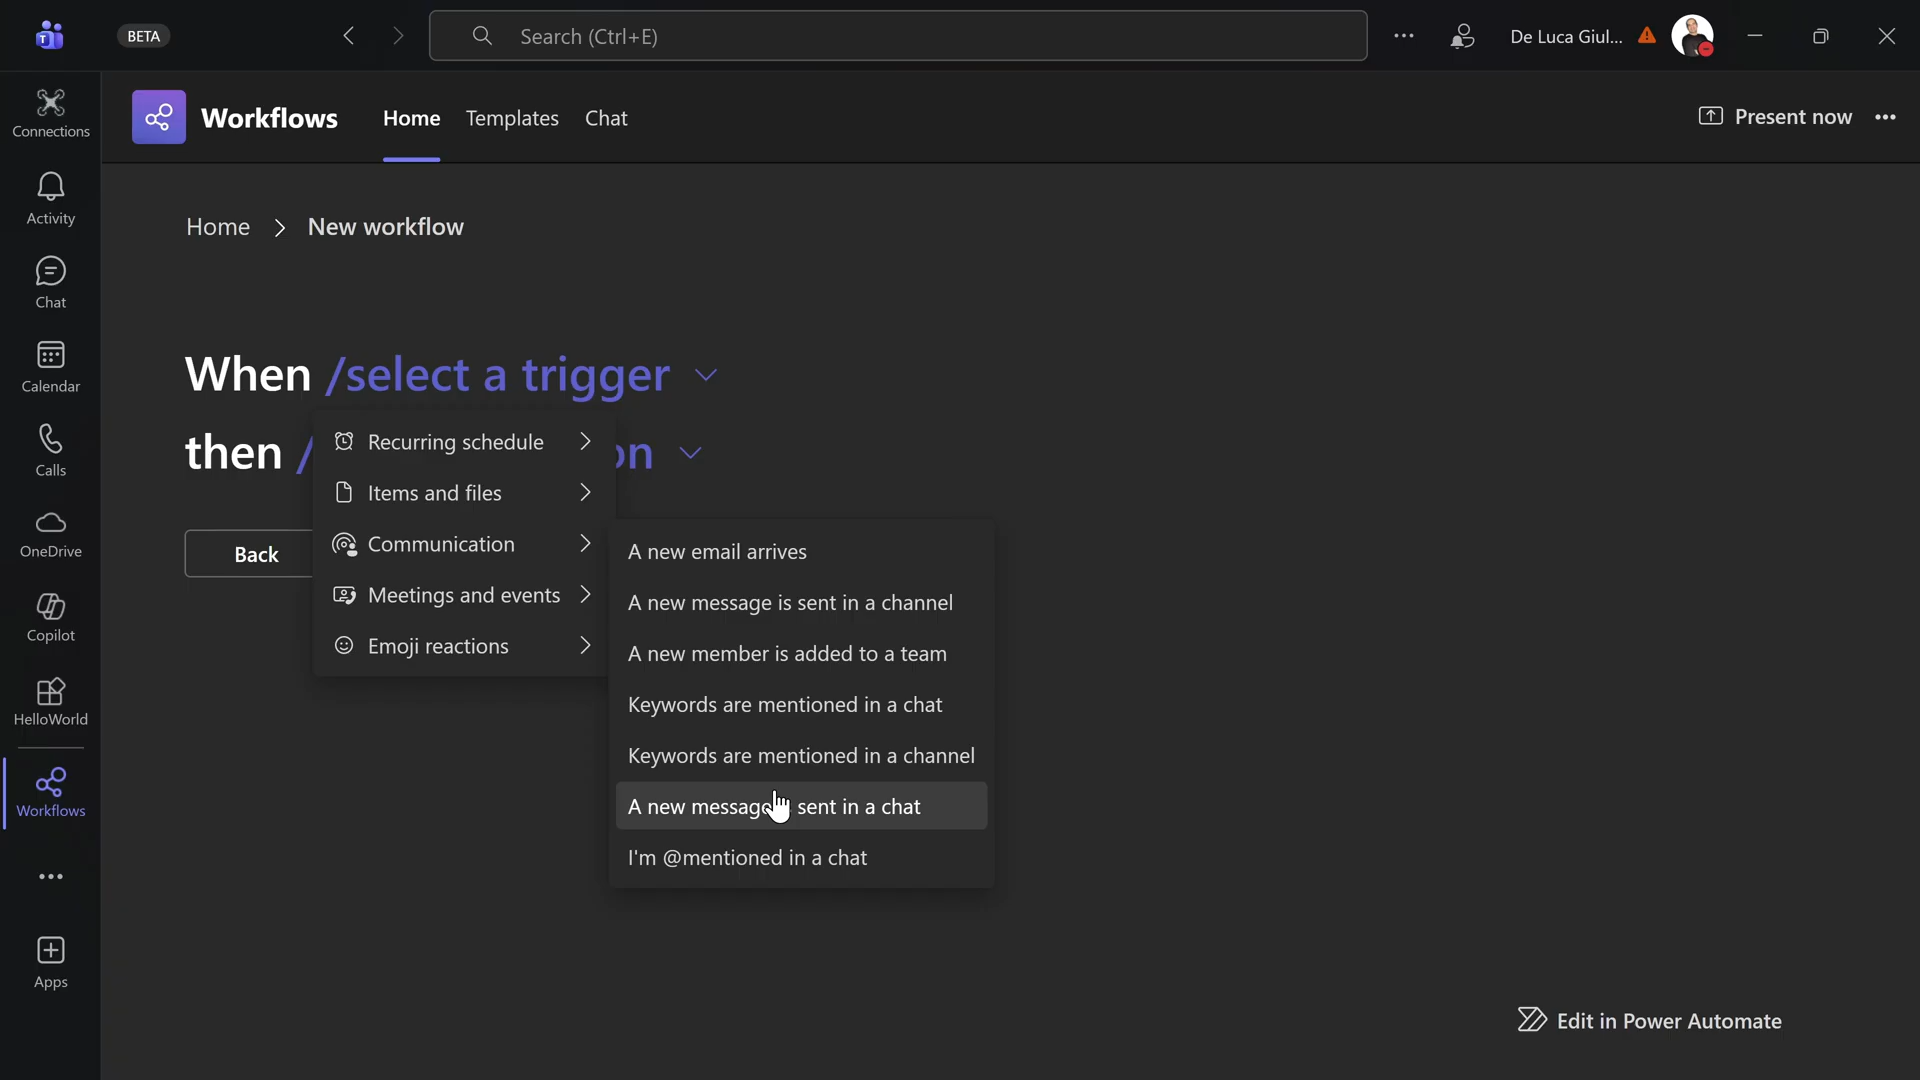 BETA
Search (Ctrl+E)
De Luca Giul...
Connections
Activity
Chat
Calendar
Calls
OneDrive
Copilot
HelloWorld
Workflows
Apps
Workflows
Home
Templates
Chat
Present now
Home > New workflow
When /select a trigger
then /
on
Back
Recurring schedule
Items and files
Communication
Meetings and events
Emoji reactions
A new email arrives
A new message is sent in a channel
A new member is added to a team
Keywords are mentioned in a chat
Keywords are mentioned in a channel
A new message sent in a chat
I'm @mentioned in a chat
Edit in Power Automate